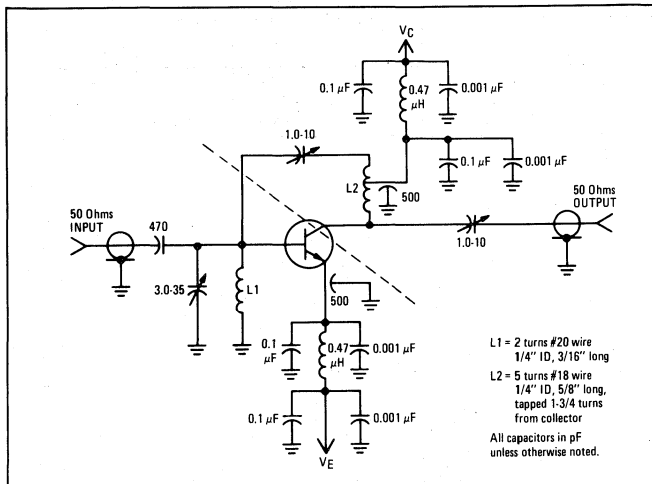 VC
0.1 μF
0.47
μH
0.001 μF
1.0-10
0.1 μF
0.001 μF
L2
500
50 Ohms
INPUT
470
50 Ohms
OUTPUT
1.0-10
3.0-35
L1
500
0.1
μF
0.47
μH
0.001 μF
0.1 μF
0.001 μF
VE
L1 = 2 turns #20 wire
1/4" ID, 3/16" long
L2 = 5 turns #18 wire
1/4" ID, 5/8" long,
tapped 1-3/4 turns
from collector
All capacitors in pF
unless otherwise noted.